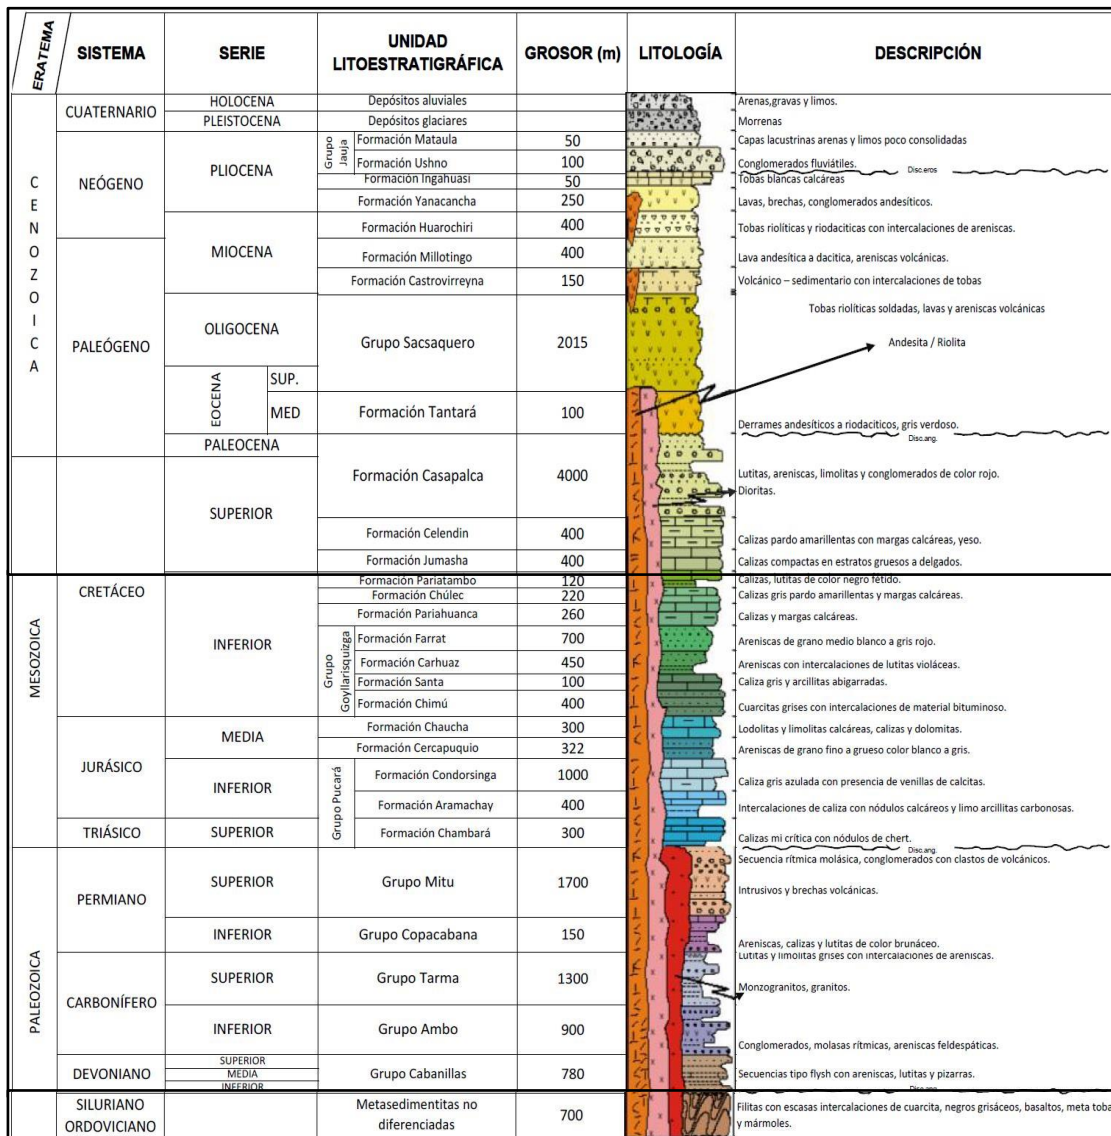 ERATEMA SISTEMA SERIE UNIDAD LITOESTRATIGRÁFICA GROSOR (m) LITOLOGÍA DESCRIPCIÓN
CENOZOICA
CUATERNARIO
HOLOCENA Depósitos aluviales Arenas,gravas y limos.
PLEISTOCENA Depósitos glaciares Morrenas
NEÓGENO
PLIOCENA
Grupo Jauja
Formación Mataula 50 Capas lacustrinas arenas y limos poco consolidadas
Formación Ushno 100 Conglomerados fluviátiles.
Disc.eros
Formación Ingahuasi 50 Tobas blancas calcáreas
Formación Yanacancha 250 Lavas, brechas, conglomerados andesíticos.
MIOCENA
Formación Huarochiri 400 Tobas riolíticas y riodaciticas con intercalaciones de areniscas.
PALEÓGENO
Formación Millotingo 400 Lava andesítica a dacitica, areniscas volcánicas.
Formación Castrovirreyna 150 Volcánico – sedimentario con intercalaciones de tobas
OLIGOCENA
Grupo Sacsaquero 2015 Tobas riolíticas soldadas, lavas y areniscas volcánicas
Andesita / Riolita
EOCENA
SUP.
MED
Formación Tantará 100 Derrames andesíticos a riodaciticos, gris verdoso.
Disc.ang.
PALEOCENA
Formación Casapalca 4000 Lutitas, areniscas, limolitas y conglomerados de color rojo.
Dioritas.
SUPERIOR
Formación Celendin 400 Calizas pardo amarillentas con margas calcáreas, yeso.
Formación Jumasha 400 Calizas compactas en estratos gruesos a delgados.
MESOZOICA
CRETÁCEO
INFERIOR
Formación Pariatambo 120 Calizas, lutitas de color negro fétido.
Formación Chúlec 220 Calizas gris pardo amarillentas y margas calcáreas.
Formación Pariahuanca 260 Calizas y margas calcáreas.
Grupo Goyllarisquizga
Formación Farrat 700 Areniscas de grano medio blanco a gris rojo.
Formación Carhuaz 450 Areniscas con intercalaciones de lutitas violáceas.
Formación Santa 100 Caliza gris y arcillitas abigarradas.
Formación Chimú 400 Cuarcitas grises con intercalaciones de material bituminoso.
JURÁSICO
MEDIA
Formación Chaucha 300 Lodolitas y limolitas calcáreas, calizas y dolomitas.
Formación Cercapuquio 322 Areniscas de grano fino a grueso color blanco a gris.
INFERIOR
Grupo Pucará
Formación Condorsinga 1000 Caliza gris azulada con presencia de venillas de calcitas.
Formación Aramachay 400 Intercalaciones de caliza con nódulos calcáreos y limo arcillitas carbonosas.
TRIÁSICO SUPERIOR Formación Chambará 300 Calizas mi crítica con nódulos de chert.
Disc.ang.
PALEOZOICA
PERMIANO
SUPERIOR Grupo Mitu 1700 Secuencia rítmica molásica, conglomerados con clastos de volcánicos.
Intrusivos y brechas volcánicas.
INFERIOR Grupo Copacabana 150 Areniscas, calizas y lutitas de color brunáceo.
CARBONÍFERO
SUPERIOR Grupo Tarma 1300 Lutitas y limolitas grises con intercalaciones de areniscas.
Monzogranitos, granitos.
INFERIOR Grupo Ambo 900 Conglomerados, molasas rítmicas, areniscas feldespáticas.
DEVONIANO
SUPERIOR
MEDIA
INFERIOR
Grupo Cabanillas 780 Secuencias tipo flysh con areniscas, lutitas y pizarras.
Disc.ang.
SILURIANO
ORDOVICIANO
Metasedimentitas no
diferenciadas
700
Filitas con escasas intercalaciones de cuarcita, negros grisáceos, basaltos, meta toba
y mármoles.